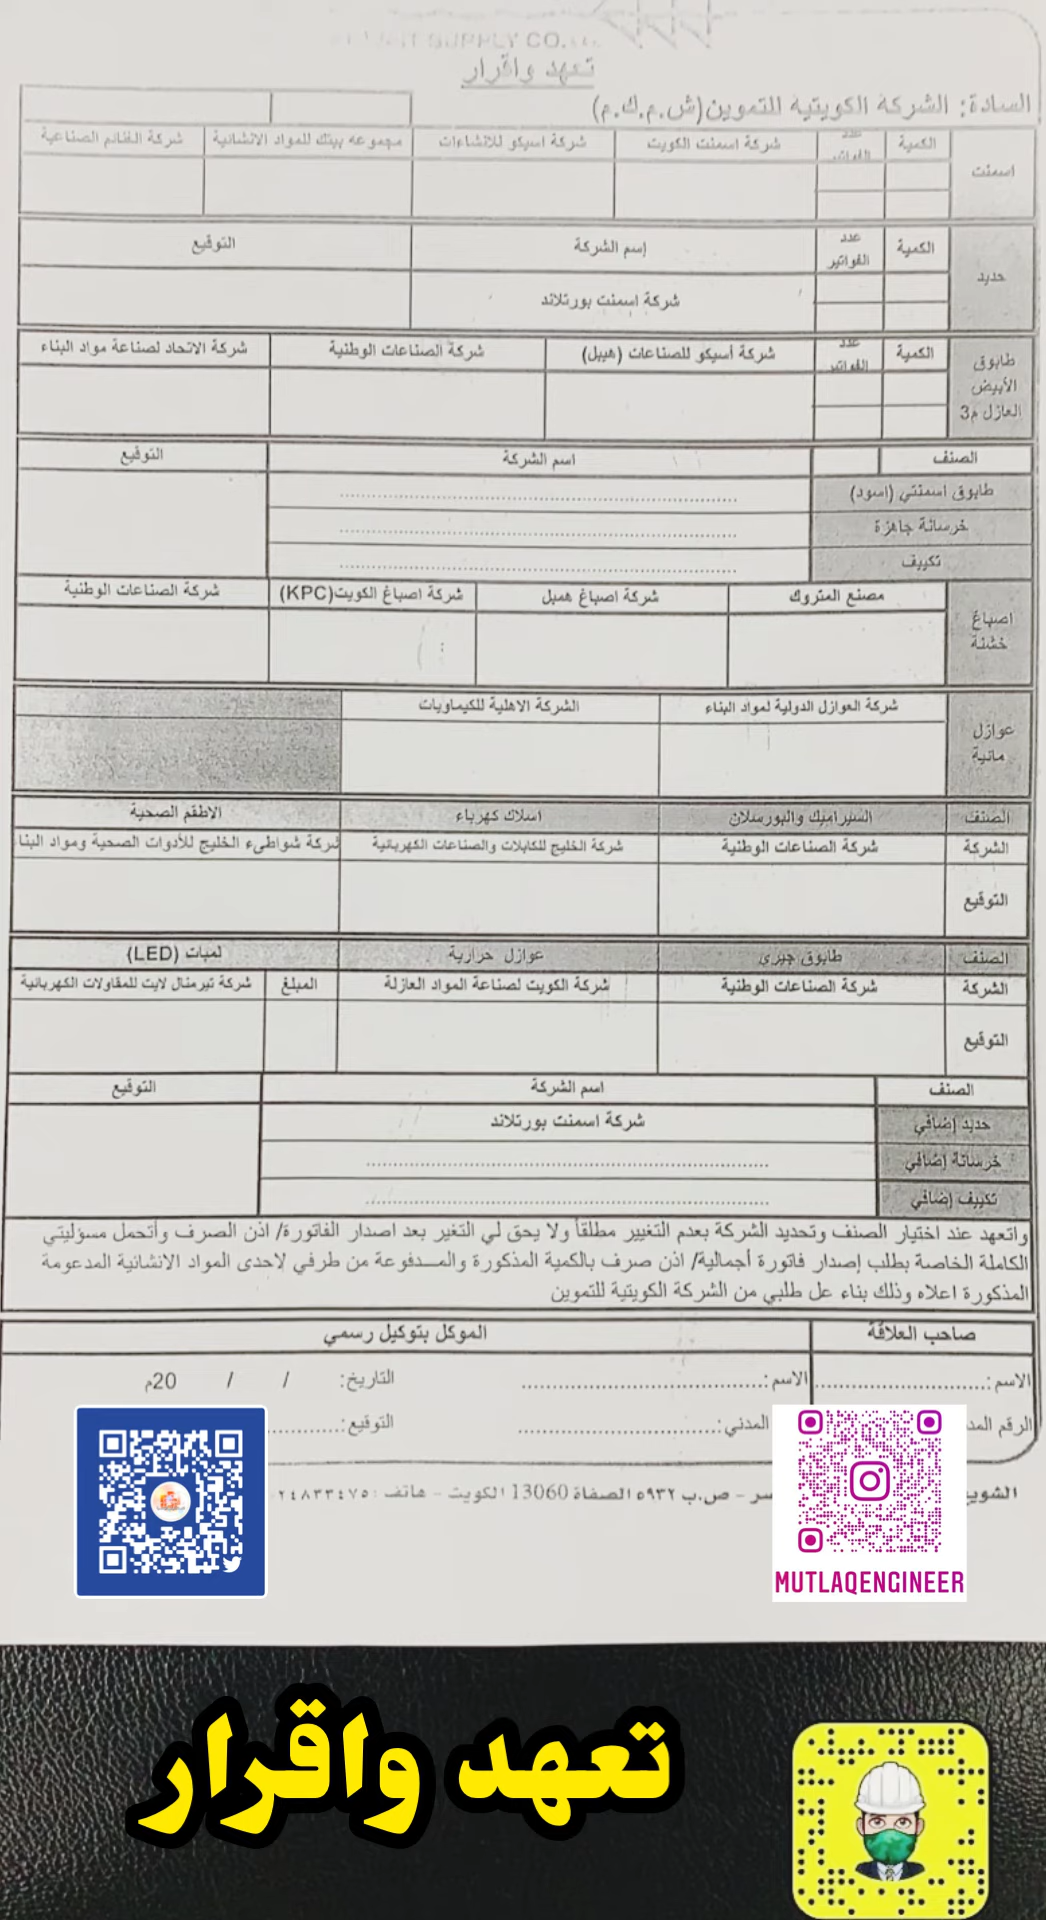 SUPPLY CO.
تعهد واقرار
السادة: الشركة الكويتية للتموين (ش.م.ك.م)
اسمنت
الكمية
عدد الفواتير
شركة اسمنت الكويت
شركة اسيكو للانشاءات
مجموعه بيتك للمواد الانشائية
شركة الغانم الصناعية
حديد
الكمية
عدد الفواتير
إسم الشركة
التوقيع
شركة اسمنت بورتلاند
طابوق الأبيض العازل م3
الكمية
عدد الفواتير
شركة أسيكو للصناعات (هيبل)
شركة الصناعات الوطنية
شركة الاتحاد لصناعة مواد البناء
الصنف
اسم الشركة
التوقيع
طابوق اسمنتي (اسود)
خرسانة جاهزة
تكييف
اصباغ خشنة
مصنع المتروك
شركة اصباغ همبل
شركة اصباغ الكويت(KPC)
شركة الصناعات الوطنية
عوازل مائية
شركة العوازل الدولية لمواد البناء
الشركة الاهلية للكيماويات
الصنف
السيراميك والبورسلان
اسلاك كهرباء
الاطقم الصحية
الشركة
شركة الصناعات الوطنية
شركة الخليج للكابلات والصناعات الكهربائية
شركة شواطىء الخليج للأدوات الصحية ومواد البنا
التوقيع
الصنف
طابوق جيري
عوازل حرارية
لمبات (LED)
الشركة
شركة الصناعات الوطنية
شركة الكويت لصناعة المواد العازلة
المبلغ
شركة تيرمنال لايت للمقاولات الكهربائية
التوقيع
الصنف
اسم الشركة
التوقيع
حديد إضافي
شركة اسمنت بورتلاند
خرسانة إضافي
تكييف إضافي
واتعهد عند اختيار الصنف وتحديد الشركة بعدم التغيير مطلقاً ولا يحق لي التغير بعد اصدار الفاتورة/ اذن الصرف وأتحمل مسؤليتي
الكاملة الخاصة بطلب إصدار فاتورة أجمالية/ اذن صرف بالكمية المذكورة والمدفوعة من طرفي لاحدى المواد الانشائية المدعومة
المذكورة اعلاه وذلك بناء عل طلبي من الشركة الكويتية للتموين
صاحب العلاقة
الموكل بتوكيل رسمي
الاسم:
الاسم:
التاريخ: / / 20م
الرقم المد
المدني:
التوقيع:
الشويخ
سر - ص.ب ٥٩٣٢ الصفاة 13060 الكويت - هاتف : ٢٤٨٣٣٤٧٥
MUTLAQENGINEER
تعهد واقرار